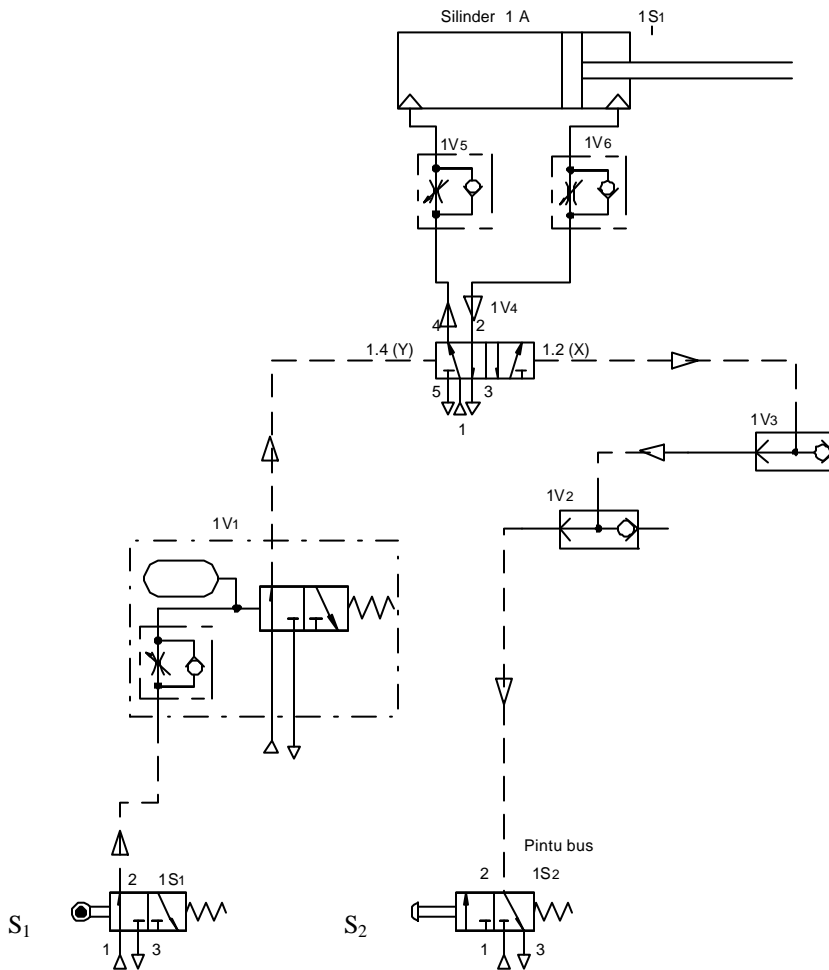 Silinder 1 A 1S1
1V5 1V6
1V4
4 2
1.4 (Y) 1.2 (X)
5 3
1
1V3
1V2
1V1
Pintu bus
2 1S1 2 1S2
S1 S2
1 3 1 3